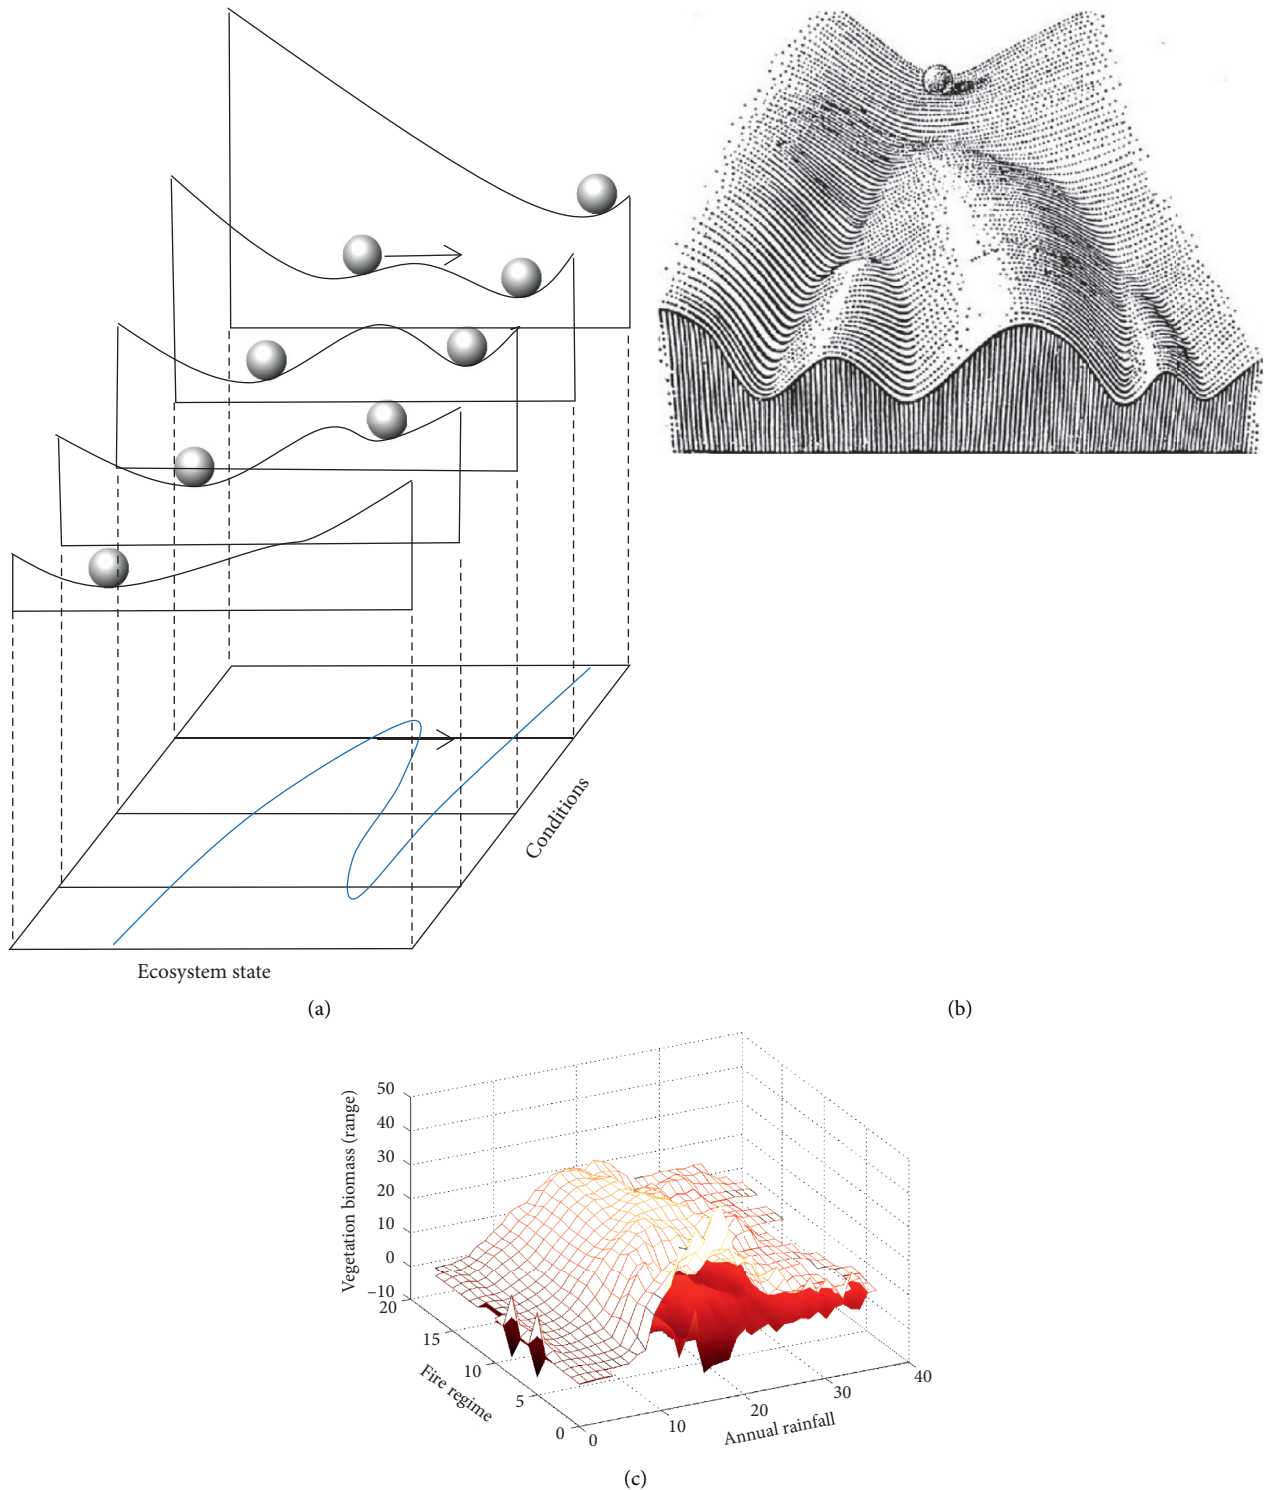 Conditions
Ecosystem state
(a)
(b)
Vegetation biomass (range)
50
40
30
20
10
0
−10
20
15
10
5
0
Fire regime
0
10
20
30
40
Annual rainfall
(c)